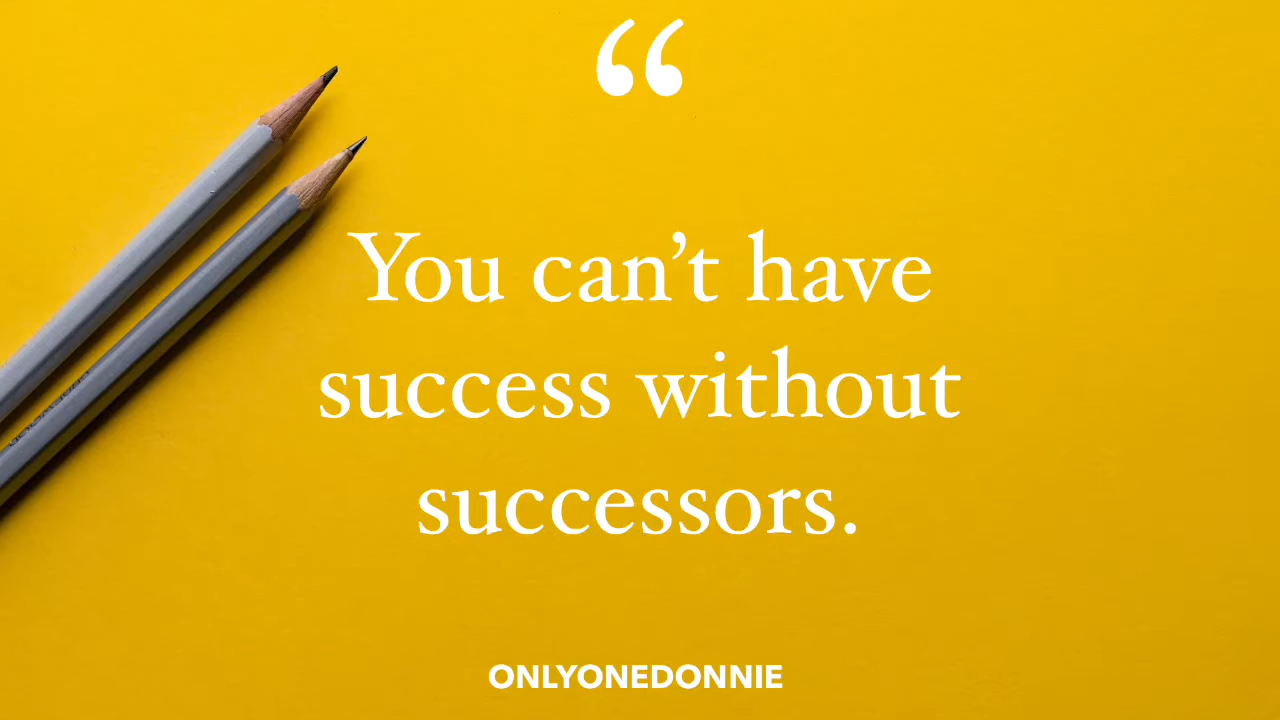 “
You can’t have
success without
successors.
ONLYONEDONNIE